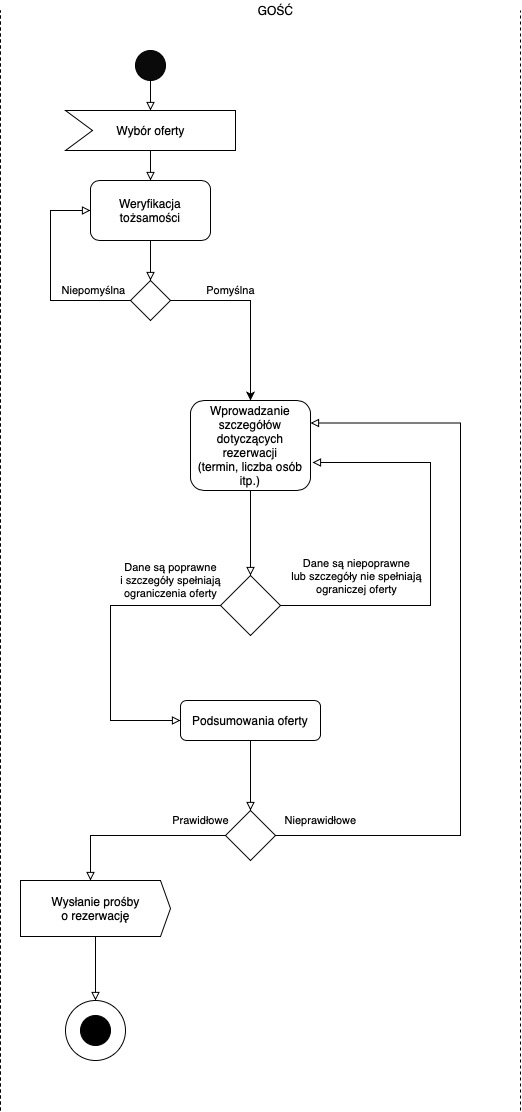 GOŚĆ
Wybór oferty
Weryfikacja
tożsamości
Niepomyślna
Pomyślna
Wprowadzanie
szczegółów
dotyczących
rezerwacji
(termin, liczba osób
itp.)
Dane są poprawne
i szczegóły spełniają
ograniczenia oferty
Dane są niepoprawne
lub szczegóły nie spełniają
ograniczej oferty
Podsumowania oferty
Prawidłowe
Nieprawidłowe
Wysłanie prośby
o rezerwację